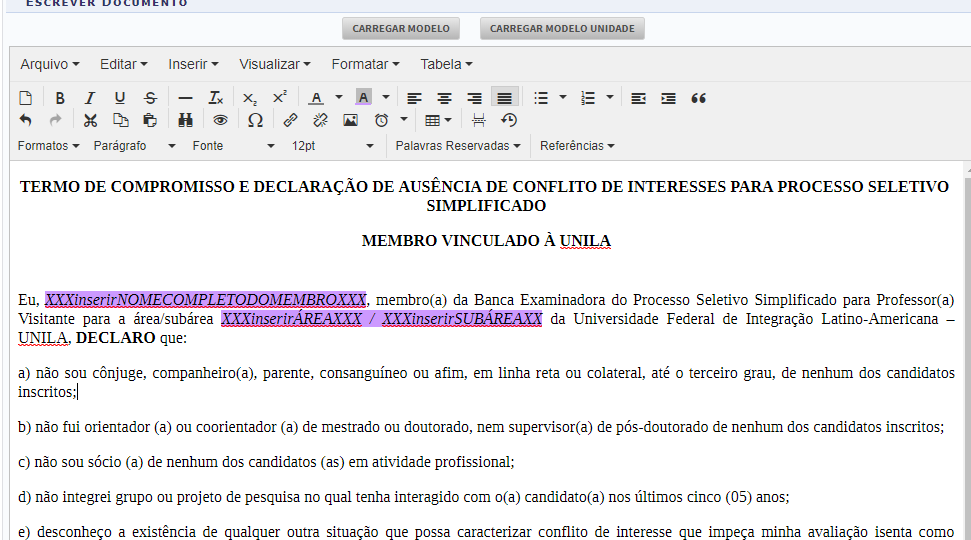 ESCREVER DOCUMENTO
CARREGAR MODELO CARREGAR MODELO UNIDADE
Arquivo Editar Inserir Visualizar Formatar Tabela
Formatos Parágrafo Fonte 12pt Palavras Reservadas Referências
TERMO DE COMPROMISSO E DECLARAÇÃO DE AUSÊNCIA DE CONFLITO DE INTERESSES PARA PROCESSO SELETIVO
SIMPLIFICADO
MEMBRO VINCULADO À UNILA
Eu, XXXinserirNOMECOMPLETODOMEMBROXXX, membro(a) da Banca Examinadora do Processo Seletivo Simplificado para Professor(a)
Visitante para a área/subárea XXXinserirÁREAXXX / XXXinserirSUBÁREAXX da Universidade Federal de Integração Latino-Americana –
UNILA, DECLARO que:
a) não sou cônjuge, companheiro(a), parente, consanguíneo ou afim, em linha reta ou colateral, até o terceiro grau, de nenhum dos candidatos
inscritos;
b) não fui orientador (a) ou coorientador (a) de mestrado ou doutorado, nem supervisor(a) de pós-doutorado de nenhum dos candidatos inscritos;
c) não sou sócio (a) de nenhum dos candidatos (as) em atividade profissional;
d) não integrei grupo ou projeto de pesquisa no qual tenha interagido com o(a) candidato(a) nos últimos cinco (05) anos;
e) desconheço a existência de qualquer outra situação que possa caracterizar conflito de interesse que impeça minha avaliação isenta como